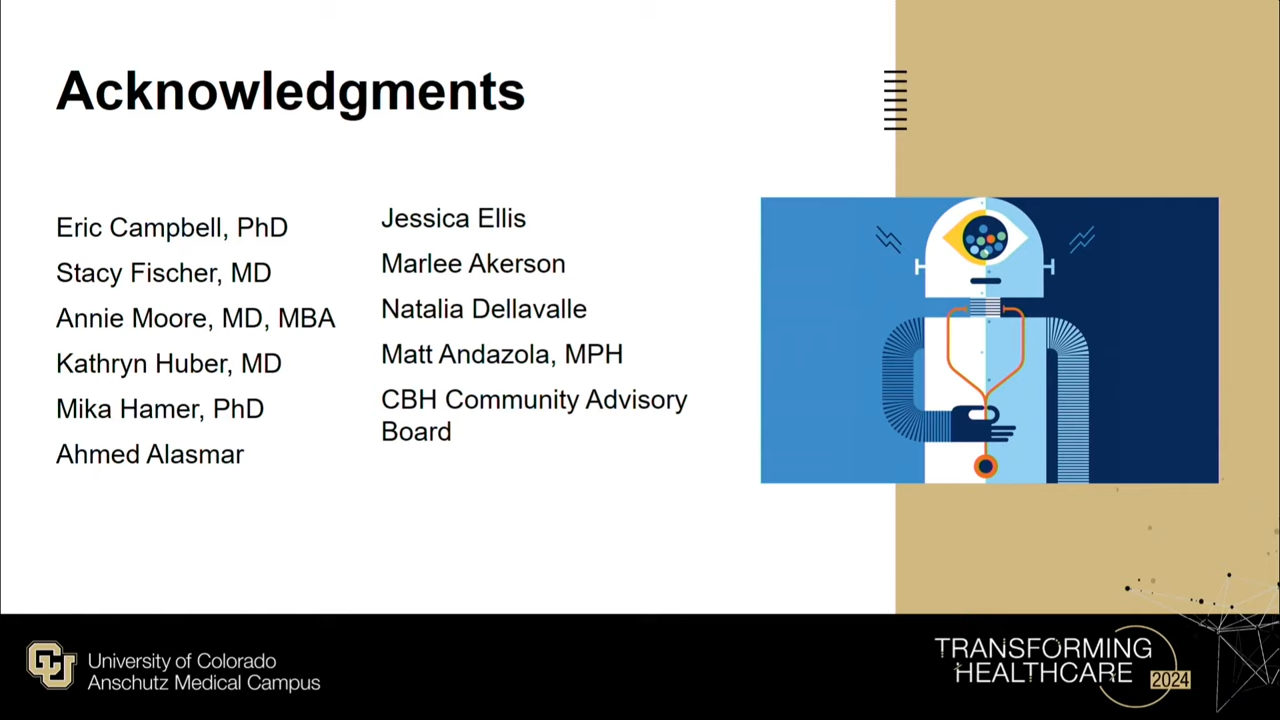 Acknowledgments
Eric Campbell, PhD
Stacy Fischer, MD
Annie Moore, MD, MBA
Kathryn Huber, MD
Mika Hamer, PhD
Ahmed Alasmar
Jessica Ellis
Marlee Akerson
Natalia Dellavalle
Matt Andazola, MPH
CBH Community Advisory
Board
CU
University of Colorado
Anschutz Medical Campus
TRANSFORMING
HEALTHCARE
2024